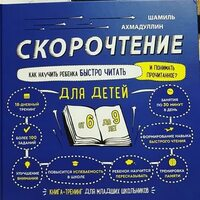 ШАМИЛЬ
АХМАДУЛЛИН
СКОРОЧТЕНИЕ
КАК НАУЧИТЬ РЕБЕНКА БЫСТРО ЧИТАТЬ
И ПОНИМАТЬ
ПРОЧИТАННОЕ?
ДЛЯ ДЕТЕЙ
от 6 до 9 лет
18-ДНЕВНЫЙ
ТРЕНИНГ
ЗАНЯТИЯ
ПО 20 МИНУТ
В ДЕНЬ
БОЛЕЕ 100
ЗАДАНИЙ
ФОРМИРОВАНИЕ НАВЫКА
БЫСТРОГО ЧТЕНИЯ
УЛУЧШЕНИЕ
ВНИМАНИЯ
ПОВЫСИТСЯ УСПЕВАЕМОСТЬ
В ШКОЛЕ
РЕБЕНОК НАУЧИТСЯ
ПЕРЕСКАЗЫВАТЬ
ТРЕНИРОВКА
ПАМЯТИ
КНИГА-ТРЕНИНГ ДЛЯ МЛАДШИХ ШКОЛЬНИКОВ